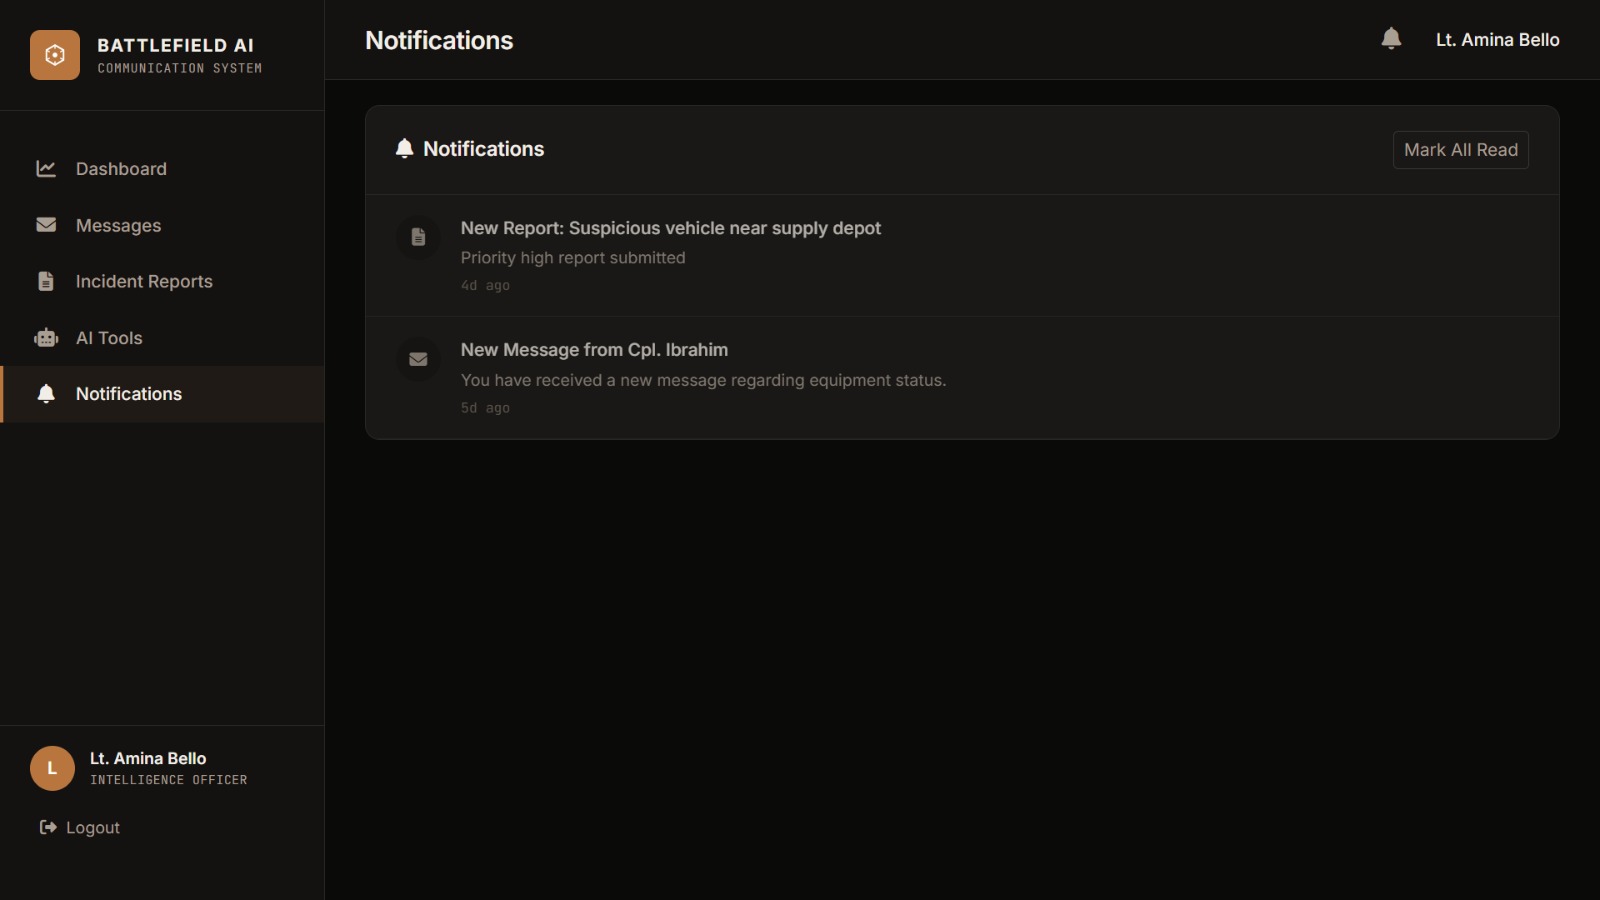 BATTLEFIELD AI
COMMUNICATION SYSTEM
Dashboard
Messages
Incident Reports
AI Tools
Notifications
Lt. Amina Bello
INTELLIGENCE OFFICER
Logout
Notifications
Lt. Amina Bello
Notifications
Mark All Read
New Report: Suspicious vehicle near supply depot
Priority high report submitted
4d ago
New Message from Cpl. Ibrahim
You have received a new message regarding equipment status.
5d ago
L